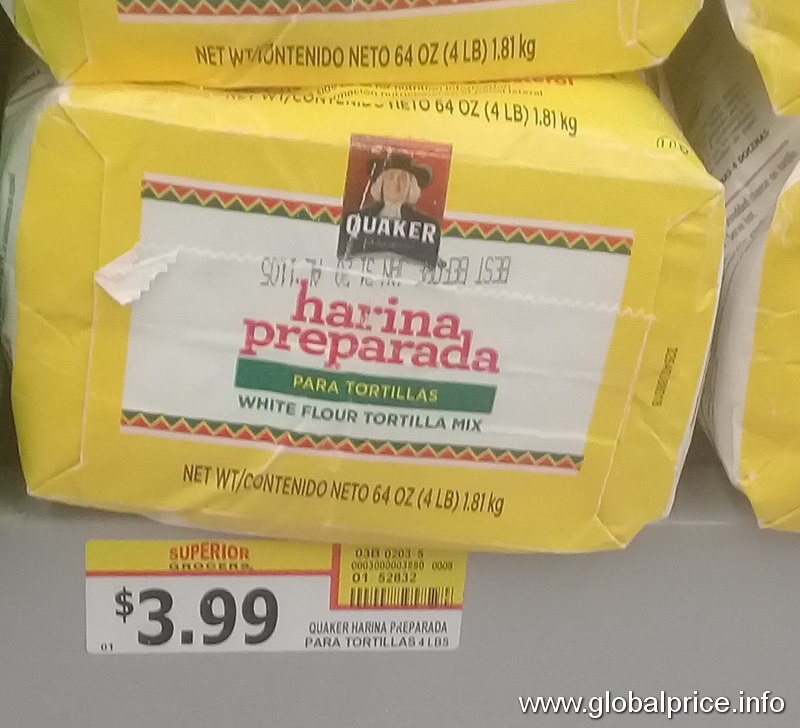 NET WT/CONTENIDO NETO 64 OZ (4 LB) 1.81 kg
NET WT/CONTENIDO NETO 64 OZ (4 LB) 1.81 kg
QUAKER
harina
preparada
PARA TORTILLAS
WHITE FLOUR TORTILLA MIX
NET WT/CONTENIDO NETO 64 OZ (4 LB) 1.81 kg
SUPERIOR
GROCERS
03B 0203 5
01 52832
$3.99
01
QUAKER HARINA PREPARADA
PARA TORTILLAS 4 LBS
www.globalprice.info